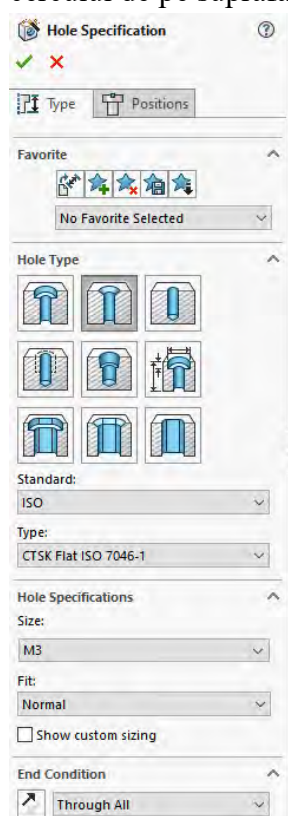 Hole Specification
Type
Positions
Favorite
No Favorite Selected
Hole Type
Standard:
ISO
Type:
CTSK Flat ISO 7046-1
Hole Specifications
Size:
M3
Fit:
Normal
Show custom sizing
End Condition
Through All